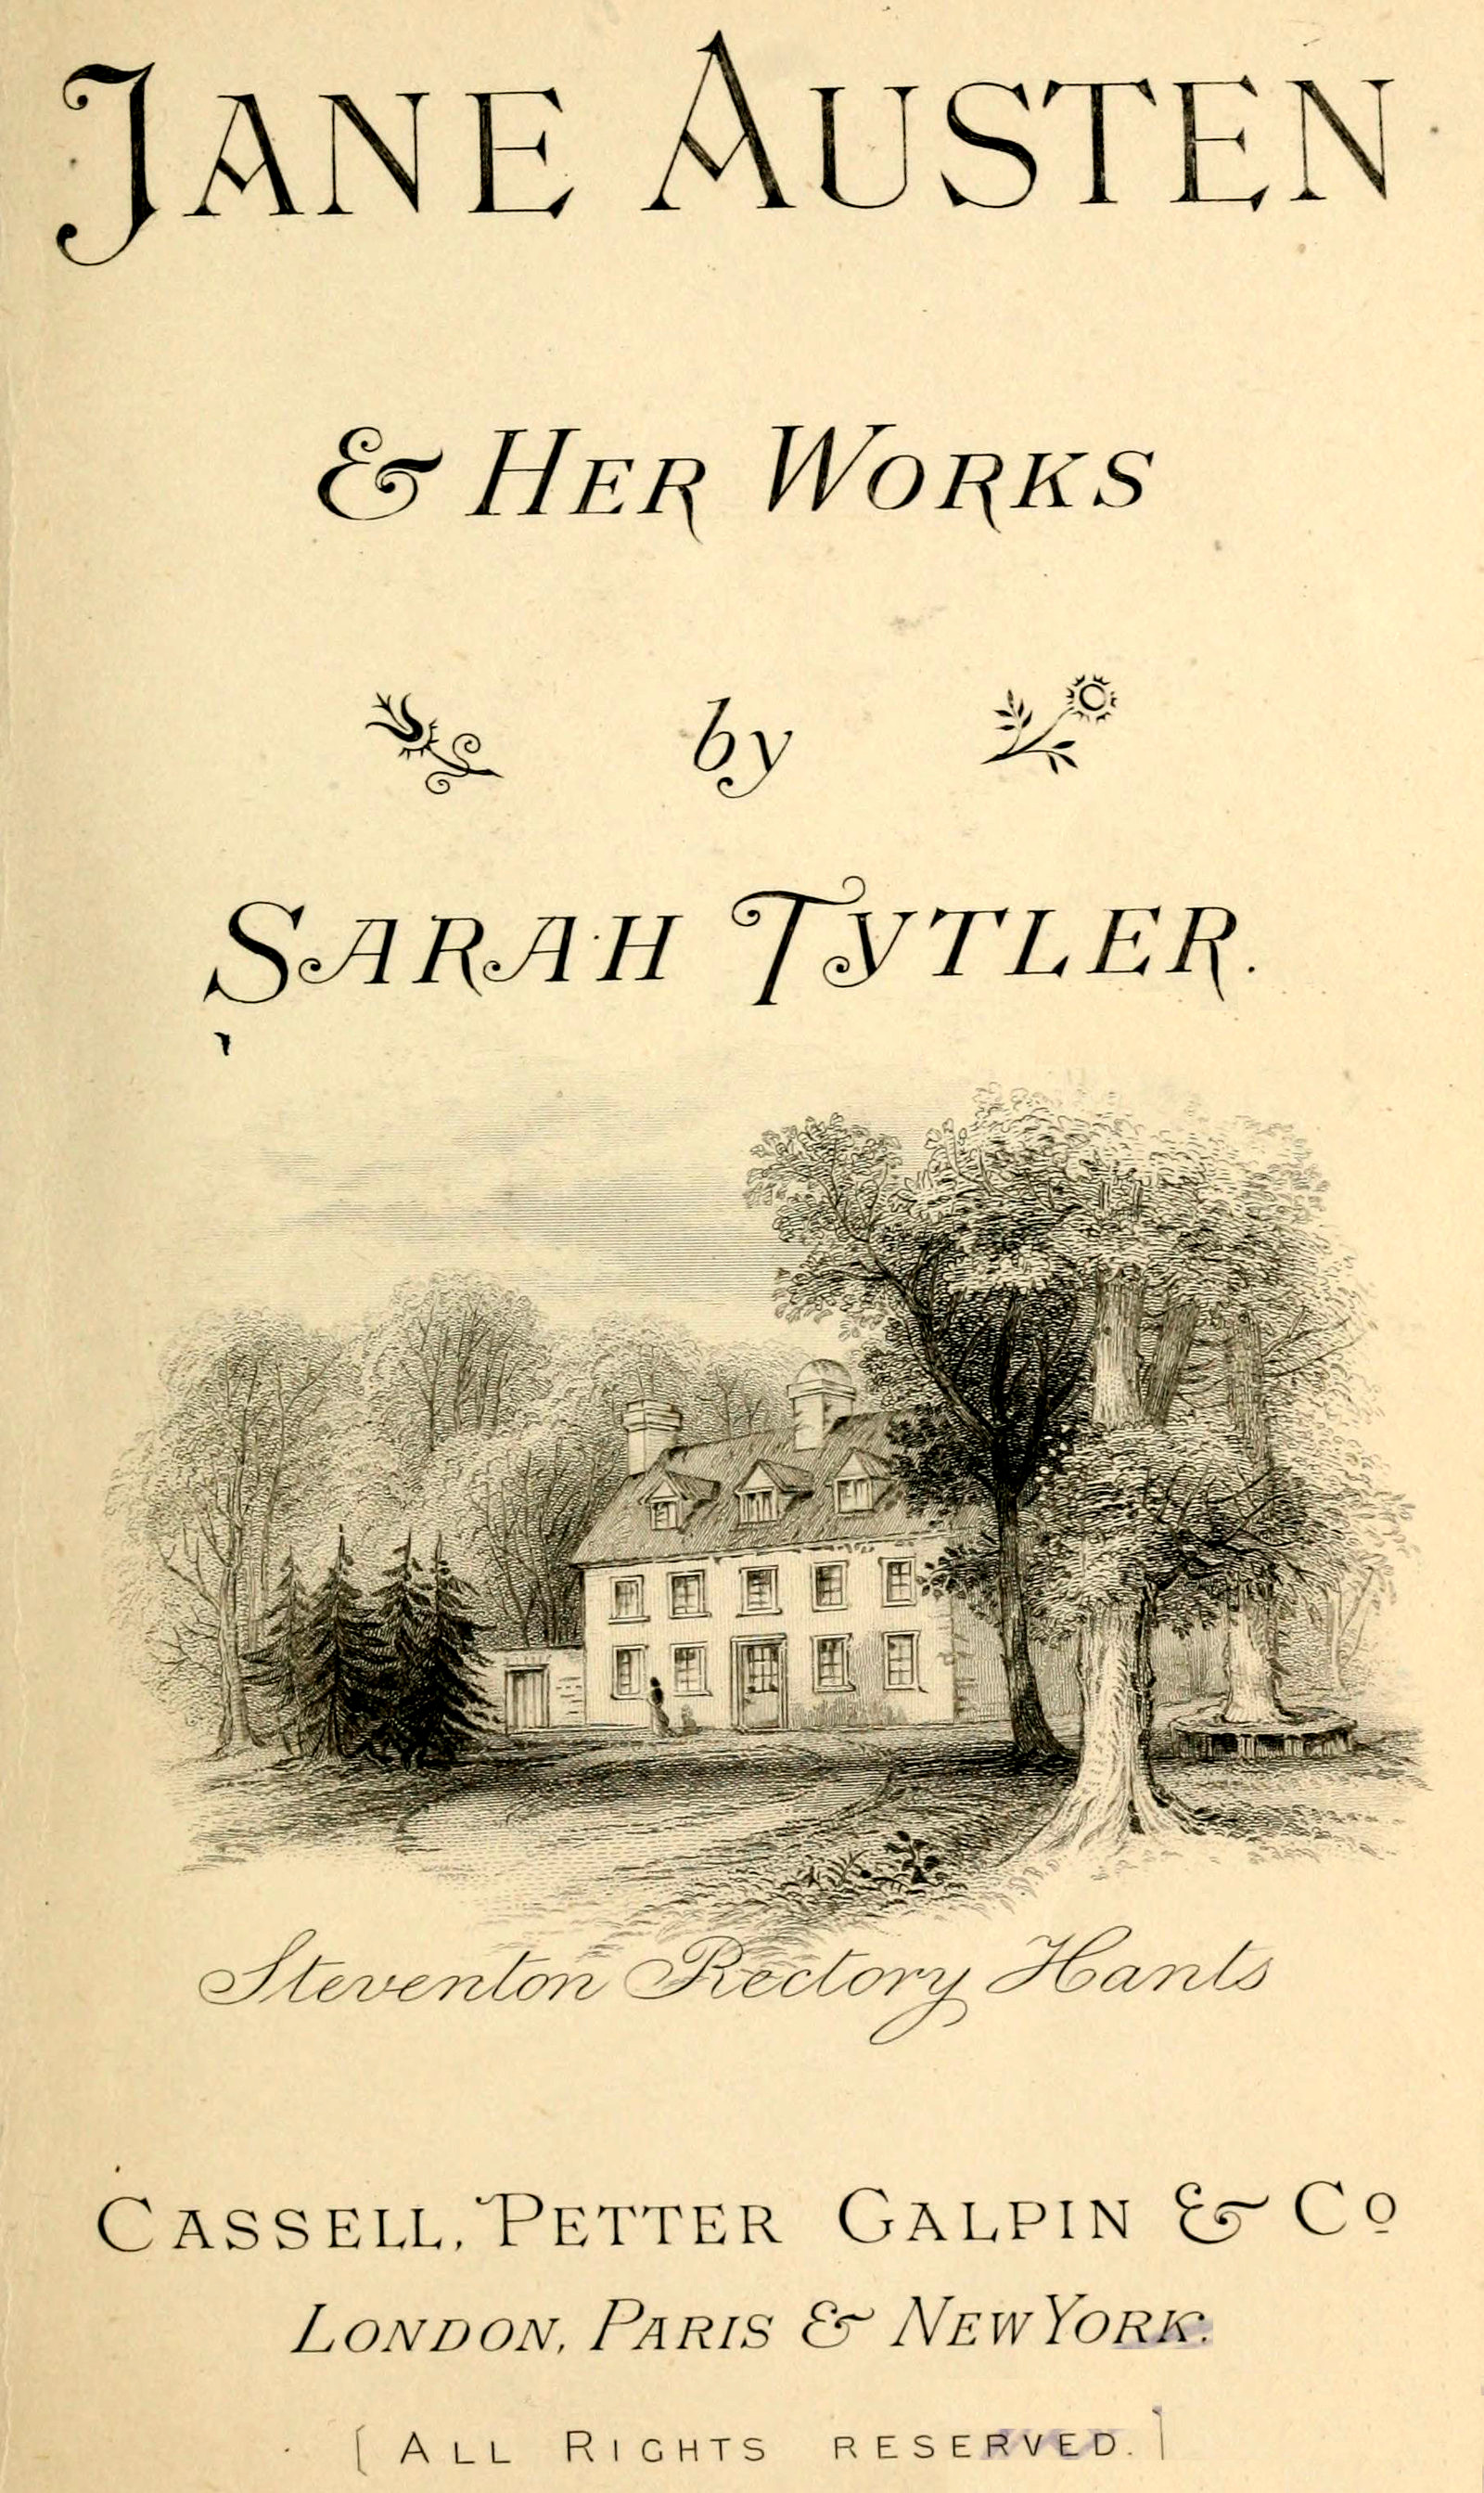 JANE AUSTEN
& HER WORKS
by
SARAH TYTLER.
Steventon Rectory Hants
CASSELL, PETTER GALPIN & Co
LONDON, PARIS & NEW YORK.
[ALL RIGHTS RESERVED.]